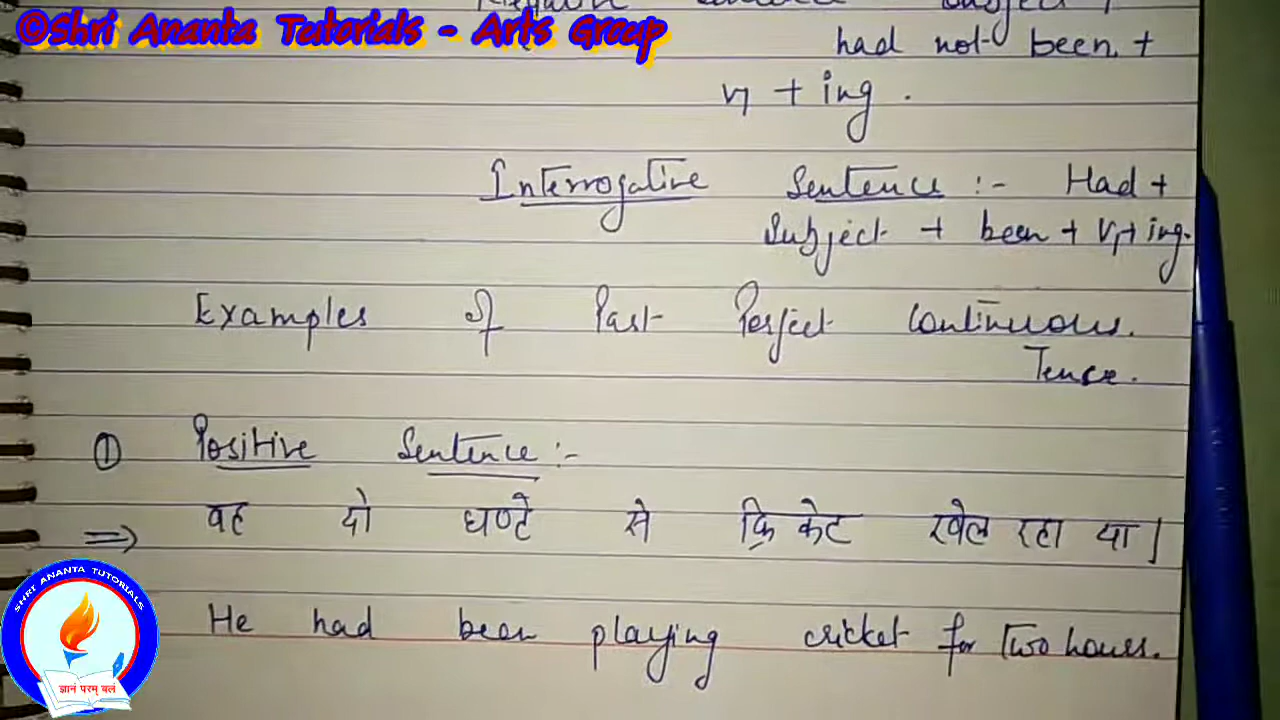 ©Shri Ananta Tutorials - Arts Group
had not been +
V1 + ing .
Interrogative Sentence :- Had +
Subject + been + V1 + ing.
Examples of Past Perfect Continuous.
Tense.
① Positive Sentence :-
⇒ वह दो घण्टे से क्रिकेट खेल रहा था|
He had been playing cricket for Two hours.
SHRI ANANTA TUTORIALS
ज्ञानं परमं बलं